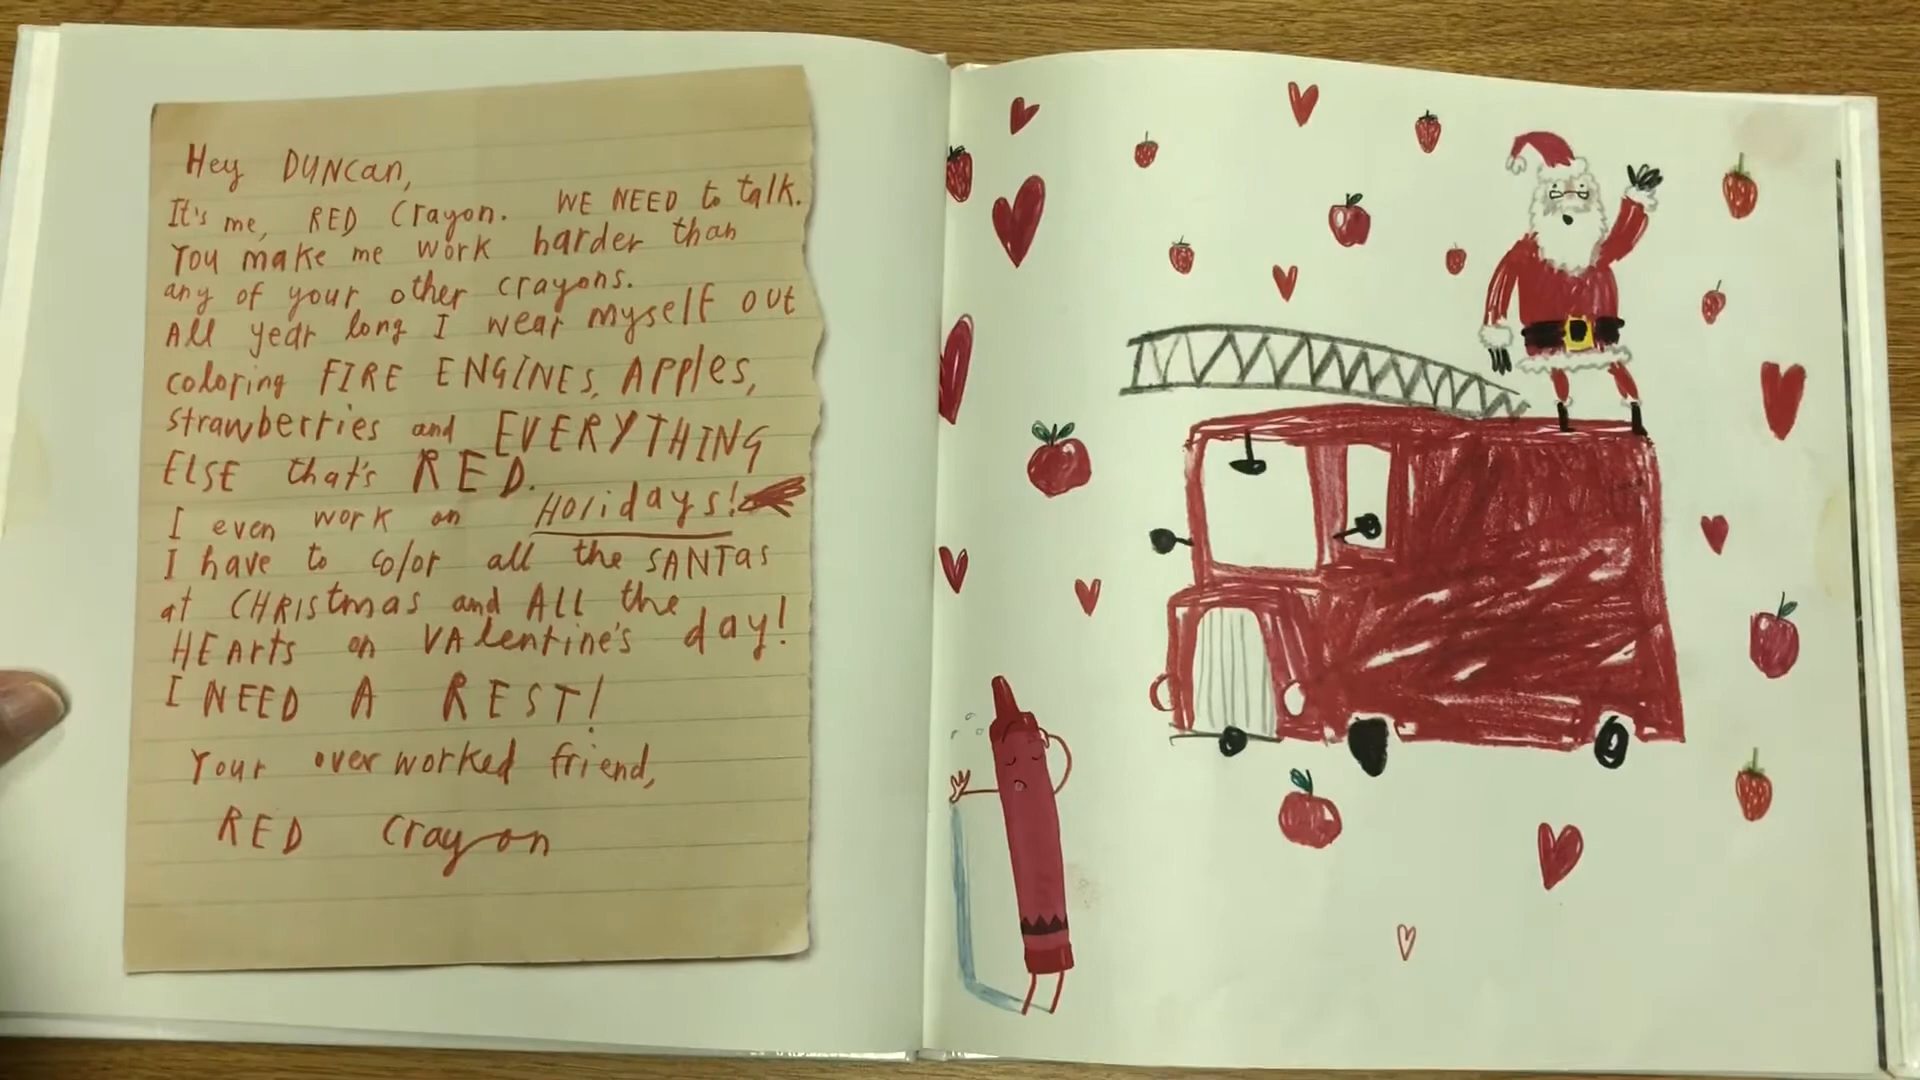 Hey DUNCan,
It's me, RED Crayon. WE NEED to talk.
You make me work harder than
any of your other crayons.
All year long I wear myself out
coloring FIRE ENGINES, APPles,
strawberries and EVERYTHING
ELSE that's RED.
I even work on Holidays!
I have to color all the SANTas
at CHRIStmas and ALL the
HEArts on VAlentine's day!
I NEED A REST!
Your overworked friend,
RED Crayon